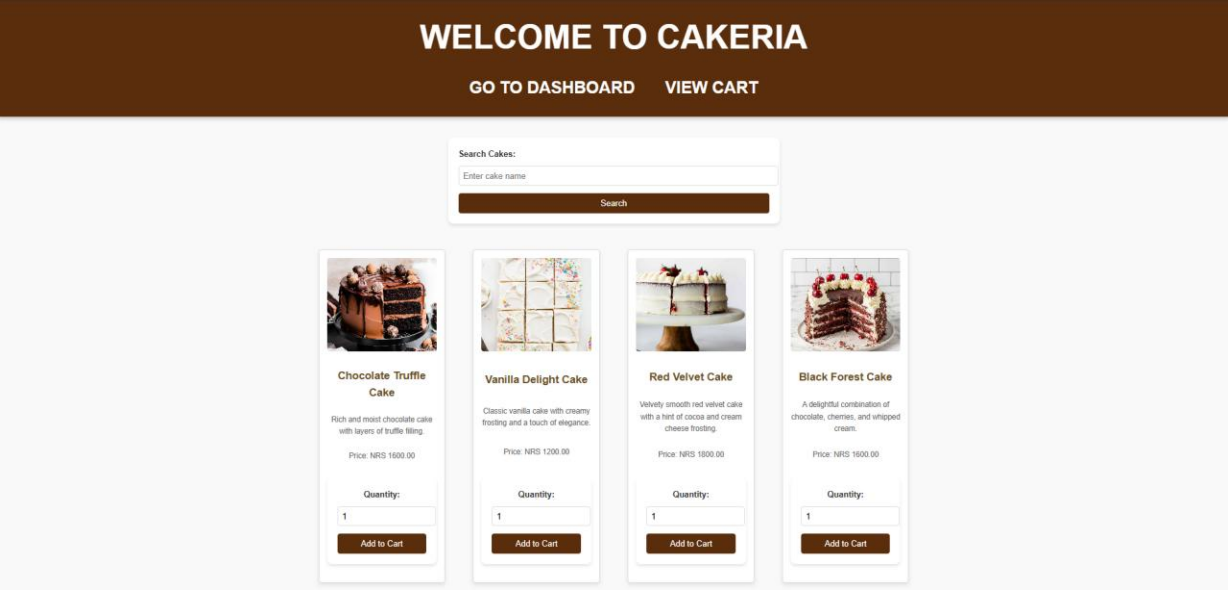 WELCOME TO CAKERIA
GO TO DASHBOARD VIEW CART
Search Cakes:
Enter cake name
Search
Chocolate Truffle
Cake
Rich and moist chocolate cake
with layers of truffle filling.
Price: NRS 1600.00
Quantity:
1
Add to Cart
Vanilla Delight Cake
Classic vanilla cake with creamy
frosting and a touch of elegance.
Price: NRS 1200.00
Quantity:
1
Add to Cart
Red Velvet Cake
Velvety smooth red velvet cake
with a hint of cocoa and cream
cheese frosting.
Price: NRS 1800.00
Quantity:
1
Add to Cart
Black Forest Cake
A delightful combination of
chocolate, cherries, and whipped
cream.
Price: NRS 1600.00
Quantity:
1
Add to Cart